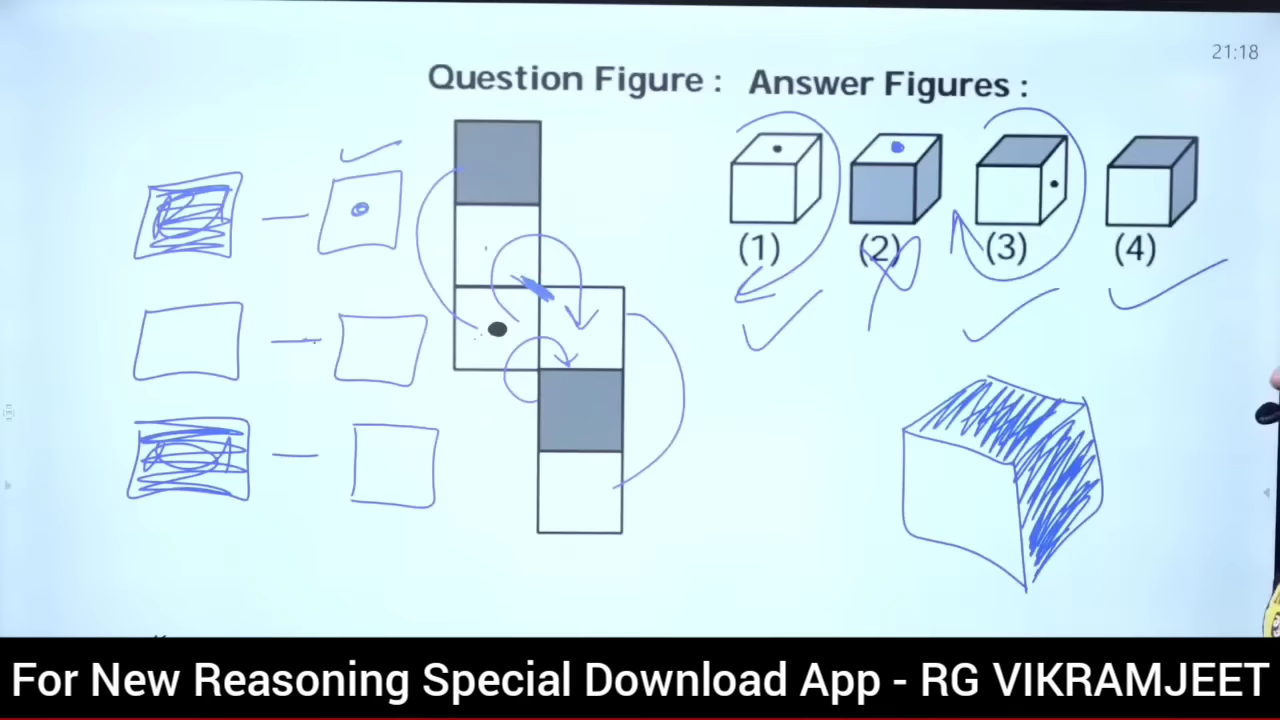 21:18
Question Figure : Answer Figures :
(1) (2) (3) (4)
For New Reasoning Special Download App - RG VIKRAMJEET